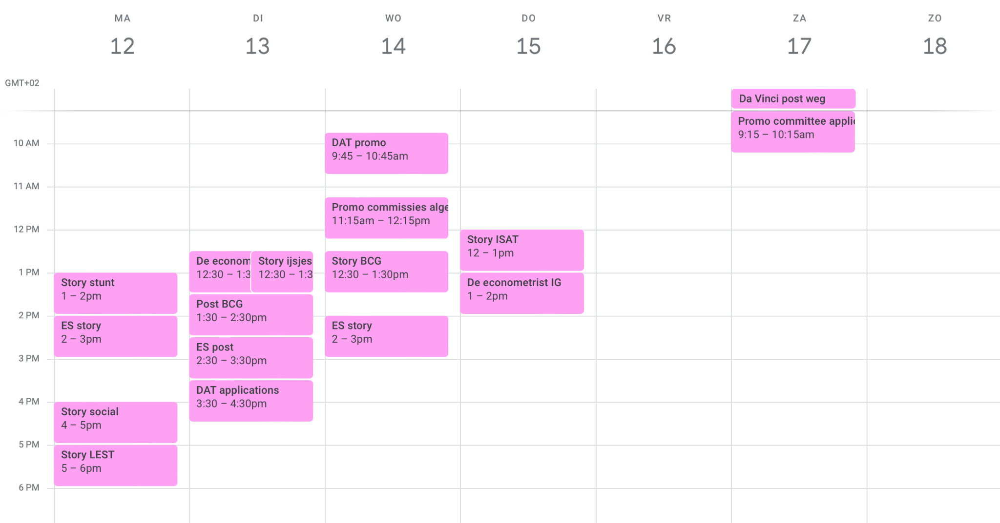 MA
12
DI
13
WO
14
DO
15
VR
16
ZA
17
ZO
18
GMT+02
Da Vinci post weg
10 AM
11 AM
12 PM
1 PM
2 PM
3 PM
4 PM
5 PM
6 PM
Story stunt
1 – 2pm
ES story
2 – 3pm
Story social
4 – 5pm
Story LEST
5 – 6pm
De econom
12:30 – 1:3
Story ijsjes
12:30 – 1:3
Post BCG
1:30 – 2:30pm
ES post
2:30 – 3:30pm
DAT applications
3:30 – 4:30pm
DAT promo
9:45 – 10:45am
Promo commissies alge
11:15am – 12:15pm
Story BCG
12:30 – 1:30pm
ES story
2 – 3pm
Story ISAT
12 – 1pm
De econometrist IG
1 – 2pm
Promo committee applic
9:15 – 10:15am